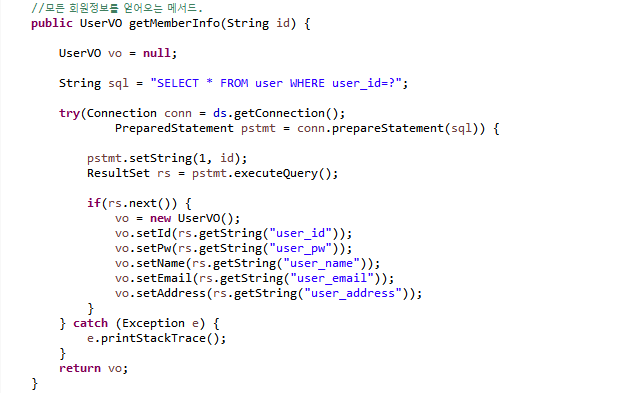 //모든 회원정보를 얻어오는 메서드.
public UserVO getMemberInfo(String id) {
UserVO vo = null;
String sql = "SELECT * FROM user WHERE user_id=?";
try(Connection conn = ds.getConnection();
PreparedStatement pstmt = conn.prepareStatement(sql)) {
pstmt.setString(1, id);
ResultSet rs = pstmt.executeQuery();
if(rs.next()) {
vo = new UserVO();
vo.setId(rs.getString("user_id"));
vo.setPw(rs.getString("user_pw"));
vo.setName(rs.getString("user_name"));
vo.setEmail(rs.getString("user_email"));
vo.setAddress(rs.getString("user_address"));
}
} catch (Exception e) {
e.printStackTrace();
}
return vo;
}